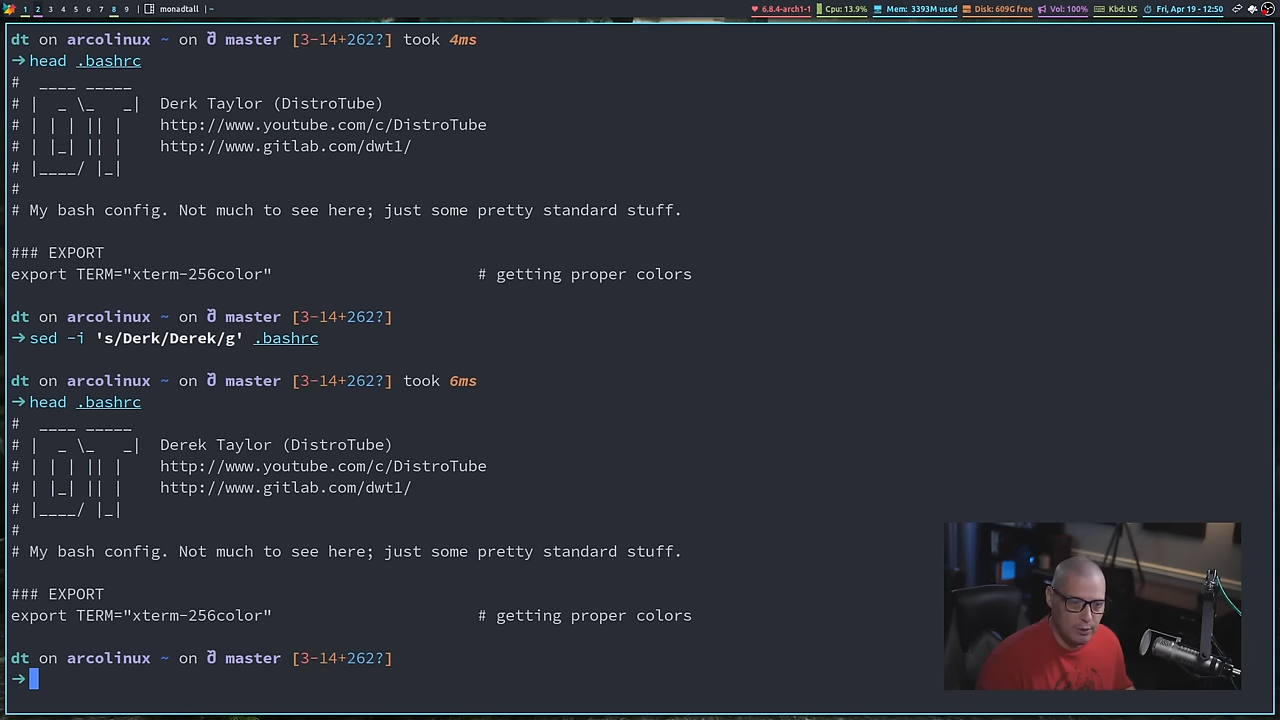 1 2 3 4 5 6 7 8 9 | monadtall | ~ 6.8.4-arch1-1 Cpu: 13.9% Mem: 3393M used Disk: 609G free Vol: 100% Kbd: US Fri, Apr 19 - 12:50
dt on arcolinux ~ on master [3-14+262?] took 4ms
→ head .bashrc
#  ____ _____
# |  _ \_   _|  Derk Taylor (DistroTube)
# | | | || |    http://www.youtube.com/c/DistroTube
# | |_| || |    http://www.gitlab.com/dwt1/
# |____/ |_|
#
# My bash config. Not much to see here; just some pretty standard stuff.
### EXPORT
export TERM="xterm-256color"                      # getting proper colors
dt on arcolinux ~ on master [3-14+262?]
→ sed -i 's/Derk/Derek/g' .bashrc
dt on arcolinux ~ on master [3-14+262?] took 6ms
→ head .bashrc
#  ____ _____
# |  _ \_   _|  Derek Taylor (DistroTube)
# | | | || |    http://www.youtube.com/c/DistroTube
# | |_| || |    http://www.gitlab.com/dwt1/
# |____/ |_|
#
# My bash config. Not much to see here; just some pretty standard stuff.
### EXPORT
export TERM="xterm-256color"                      # getting proper colors
dt on arcolinux ~ on master [3-14+262?]
→